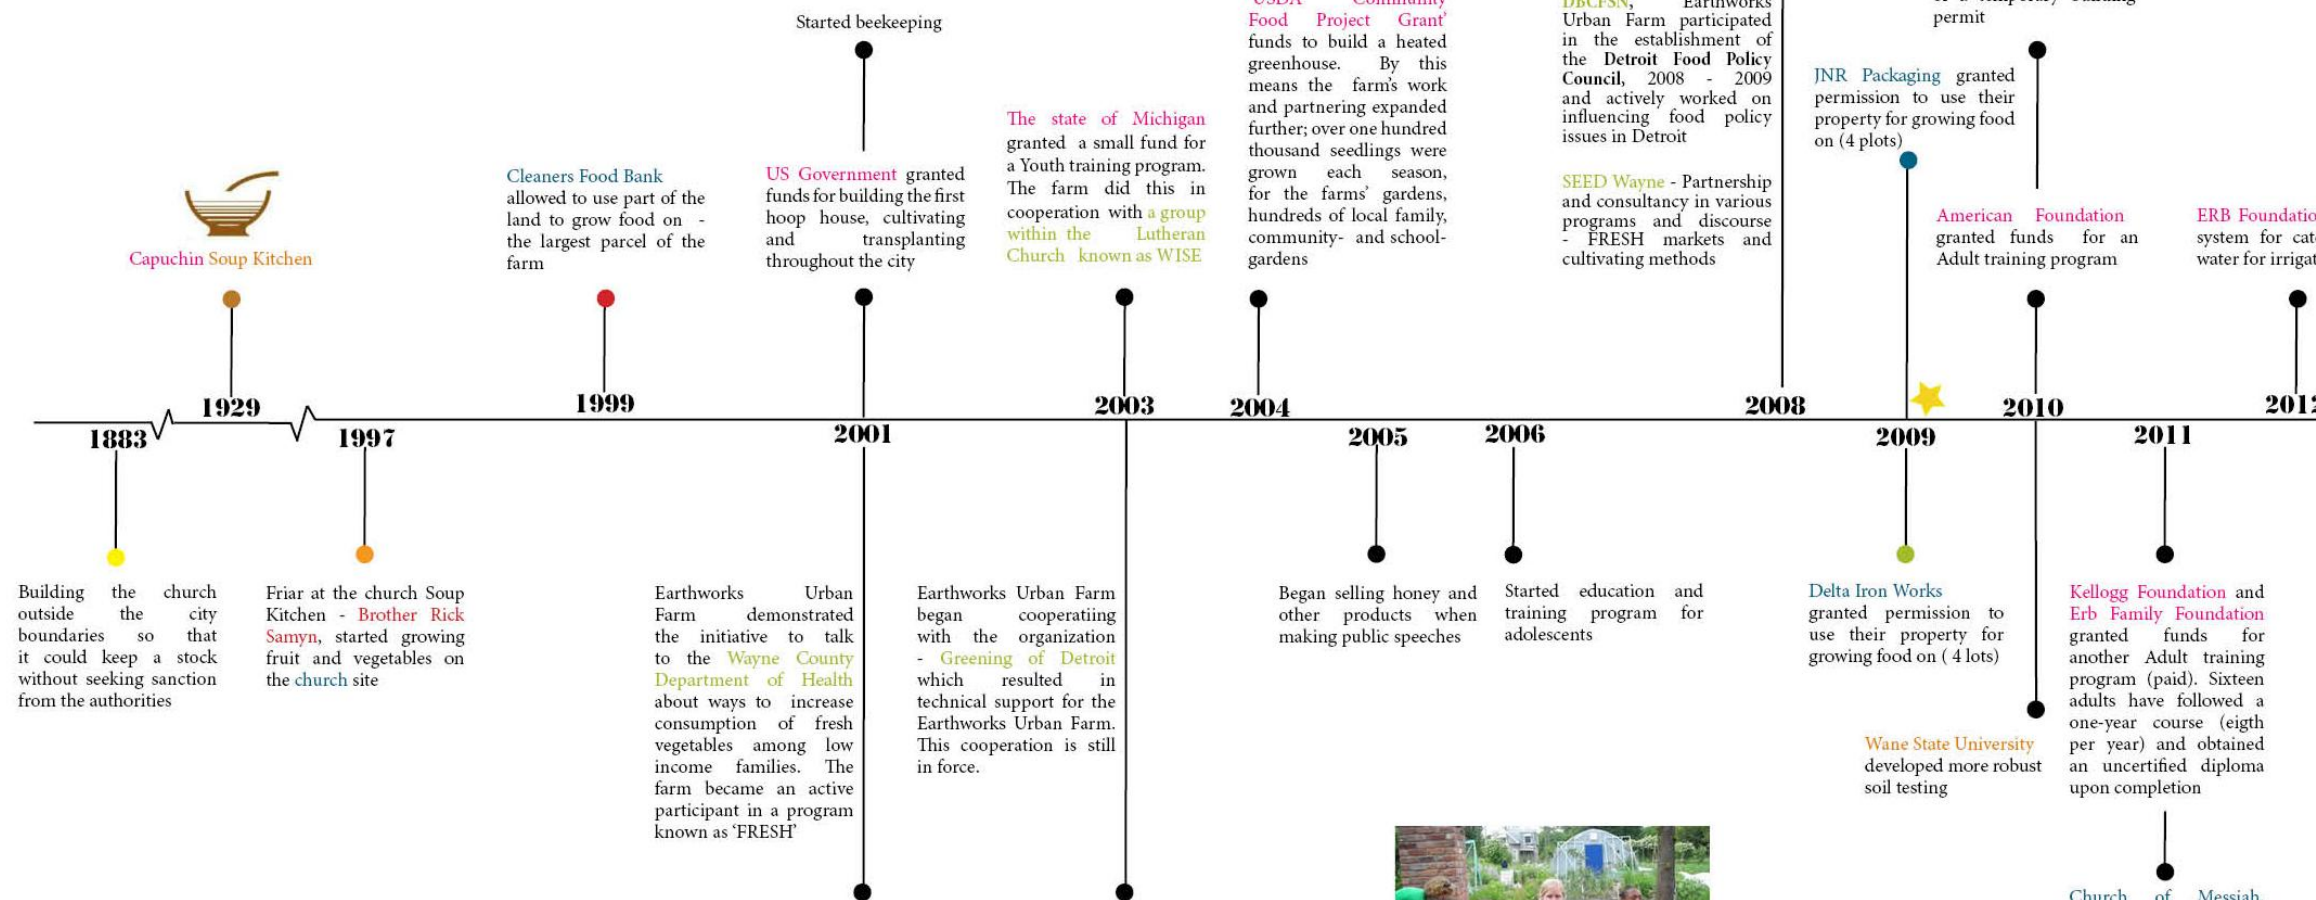 Started beekeeping
Food Project Grant'
funds to build a heated
greenhouse. By this
means the farm's work
and partnering expanded
further; over one hundred
thousand seedlings were
grown each season,
for the farms' gardens,
hundreds of local family,
community- and school-
gardens
DBCFSN, Earthworks
Urban Farm participated
in the establishment of
the Detroit Food Policy
Council, 2008 - 2009
and actively worked on
influencing food policy
issues in Detroit
SEED Wayne - Partnership
and consultancy in various
programs and discourse
- FRESH markets and
cultivating methods
permit
JNR Packaging granted
permission to use their
property for growing food
on (4 plots)
The state of Michigan
granted a small fund for
a Youth training program.
The farm did this in
cooperation with a group
within the Lutheran
Church known as WISE
Cleaners Food Bank
allowed to use part of the
land to grow food on -
the largest parcel of the
farm
US Government granted
funds for building the first
hoop house, cultivating
and transplanting
throughout the city
Capuchin Soup Kitchen
American Foundation
granted funds for an
Adult training program
ERB
system for
water for
1929
1999
2003
2004
2008
2010
1883
1997
2001
2005
2006
2009
2011
Building the church
outside the city
boundaries so that
it could keep a stock
without seeking sanction
from the authorities
Friar at the church Soup
Kitchen - Brother Rick
Samyn, started growing
fruit and vegetables on
the church site
Earthworks Urban
Farm demonstrated
the initiative to talk
to the Wayne County
Department of Health
about ways to increase
consumption of fresh
vegetables among low
income families. The
farm became an active
participant in a program
known as 'FRESH'
Earthworks Urban Farm
began cooperatiing
with the organization
- Greening of Detroit
which resulted in
technical support for the
Earthworks Urban Farm.
This cooperation is still
in force.
Began selling honey and
other products when
making public speeches
Started education and
training program for
adolescents
Delta Iron Works
granted permission to
use their property for
growing food on ( 4 lots)
Wane State University
developed more robust
soil testing
Kellogg Foundation and
Erb Family Foundation
granted funds for
another Adult training
program (paid). Sixteen
adults have followed a
one-year course (eigth
per year) and obtained
an uncertified diploma
upon completion
Church of Messiah